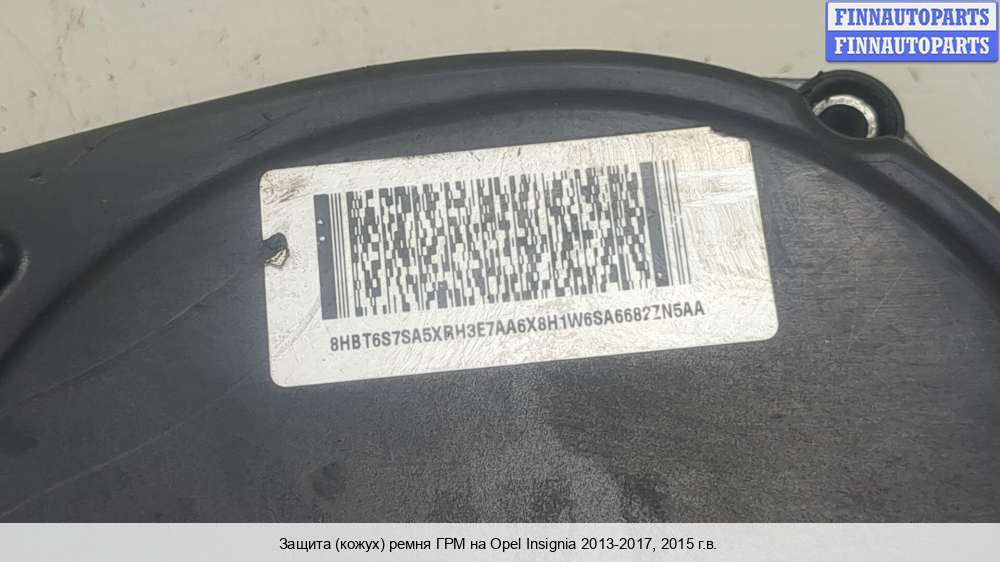 FINNAUTOPARTS
FINNAUTOPARTS
8HBT6S7SA5XRH3E7AA6X8H1W6SA6682ZN5AA
Защита (кожух) ремня ГРМ на Opel Insignia 2013-2017, 2015 г.в.